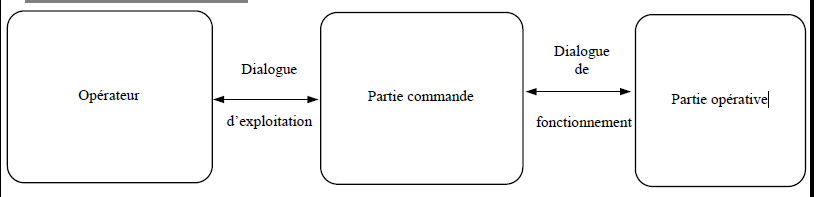 Opérateur
Dialogue
d’exploitation
Partie commande
Dialogue
de
fonctionnement
Partie opérative